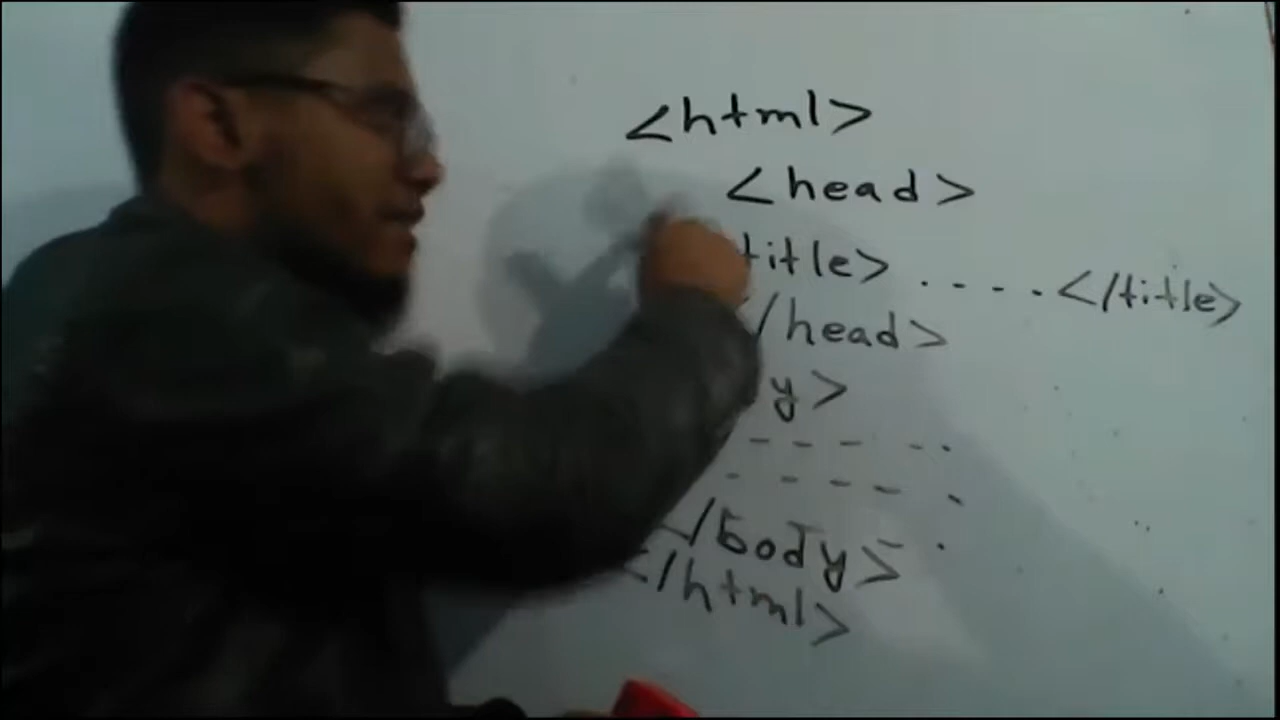 <html>
<head>
title> . - - - . </title>
/head>
y>
- - - - -
- - - - -
</body>
</html>